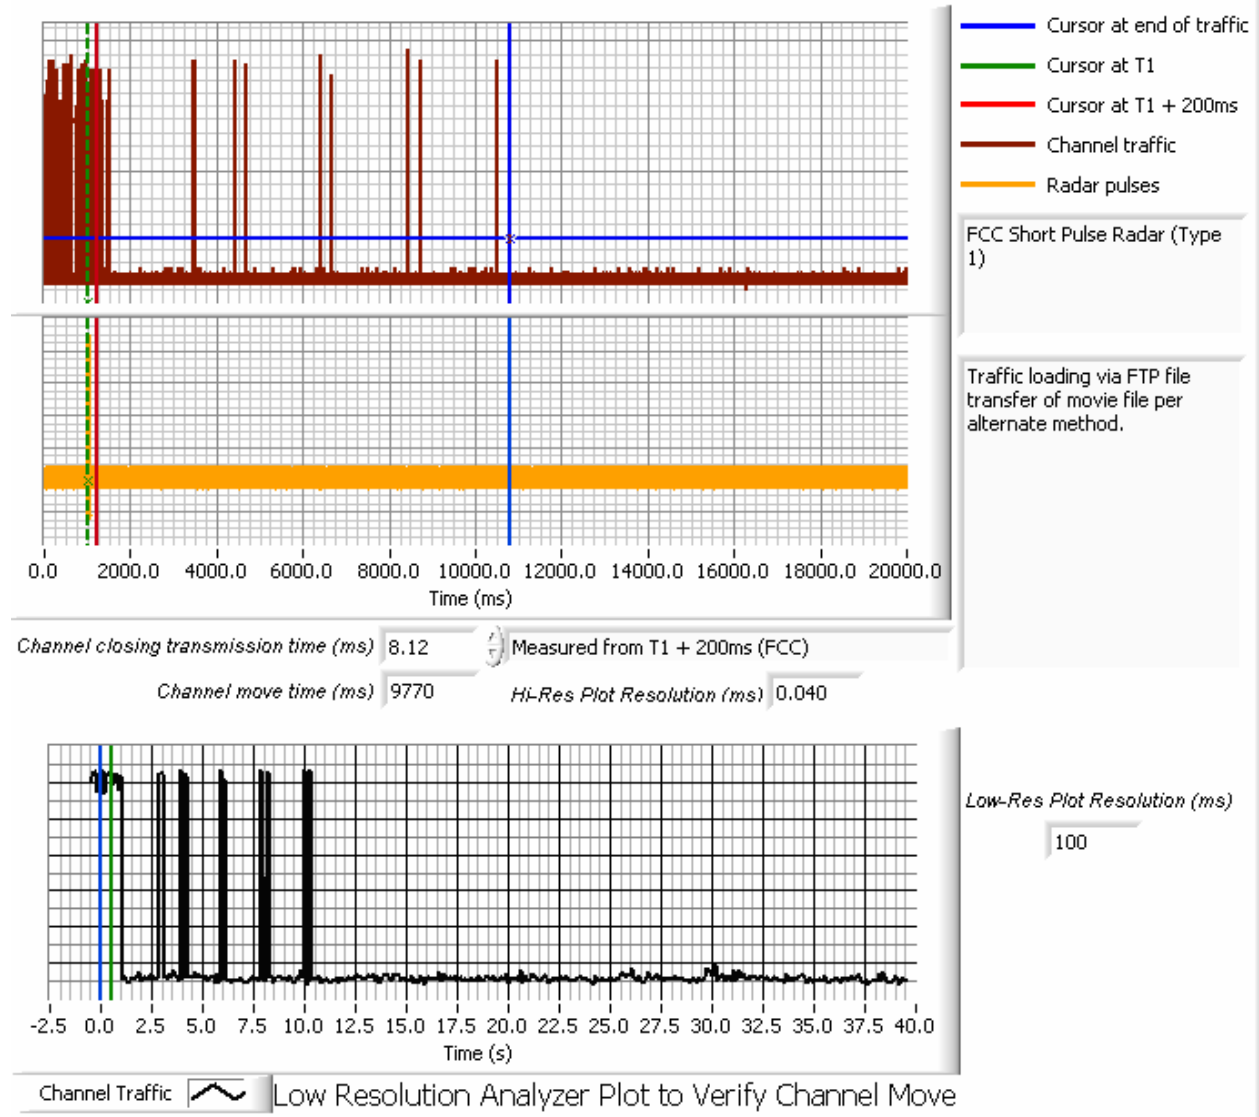 Cursor at end of traffic
Cursor at T1
Cursor at T1 + 200ms
Channel traffic
Radar pulses
FCC Short Pulse Radar (Type
1)
Traffic loading via FTP file
transfer of movie file per
alternate method.
0.0 2000.0 4000.0 6000.0 8000.0 10000.0 12000.0 14000.0 16000.0 18000.0 20000.0
Time (ms)
Channel closing transmission time (ms) 8.12 Measured from T1 + 200ms (FCC)
Channel move time (ms) 9770 Hi-Res Plot Resolution (ms) 0.040
Low-Res Plot Resolution (ms)
100
-2.5 0.0 2.5 5.0 7.5 10.0 12.5 15.0 17.5 20.0 22.5 25.0 27.5 30.0 32.5 35.0 37.5 40.0
Time (s)
Channel Traffic Low Resolution Analyzer Plot to Verify Channel Move